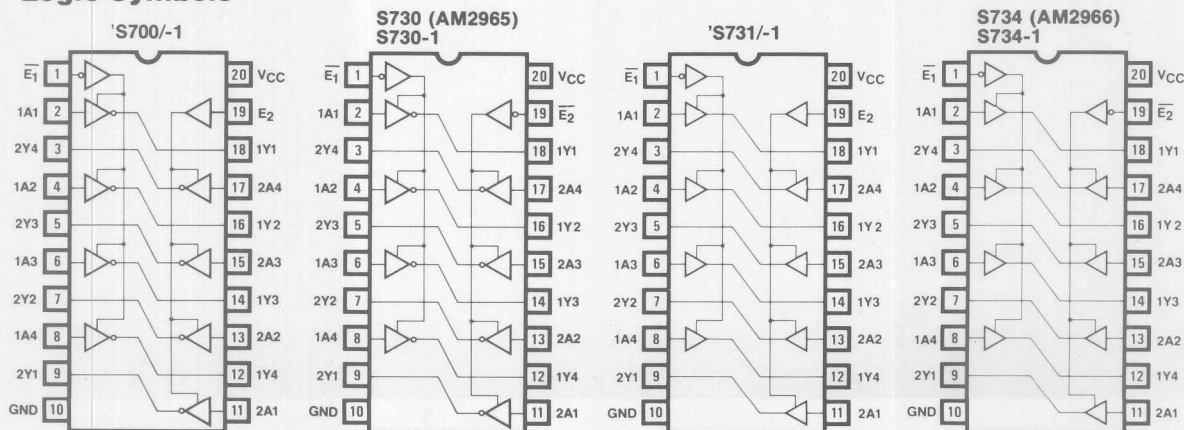 Logic Symbols
'S700/-1
E̅₁ 1 20 VCC
1A1 2 19 E₂
2Y4 3 18 1Y1
1A2 4 17 2A4
2Y3 5 16 1Y2
1A3 6 15 2A3
2Y2 7 14 1Y3
1A4 8 13 2A2
2Y1 9 12 1Y4
GND 10 11 2A1
S730 (AM2965)
S730-1
E̅₁ 1 20 VCC
1A1 2 19 E̅₂
2Y4 3 18 1Y1
1A2 4 17 2A4
2Y3 5 16 1Y2
1A3 6 15 2A3
2Y2 7 14 1Y3
1A4 8 13 2A2
2Y1 9 12 1Y4
GND 10 11 2A1
'S731/-1
E̅₁ 1 20 VCC
1A1 2 19 E₂
2Y4 3 18 1Y1
1A2 4 17 2A4
2Y3 5 16 1Y2
1A3 6 15 2A3
2Y2 7 14 1Y3
1A4 8 13 2A2
2Y1 9 12 1Y4
GND 10 11 2A1
S734 (AM2966)
S734-1
E̅₁ 1 20 VCC
1A1 2 19 E̅₂
2Y4 3 18 1Y1
1A2 4 17 2A4
2Y3 5 16 1Y2
1A3 6 15 2A3
2Y2 7 14 1Y3
1A4 8 13 2A2
2Y1 9 12 1Y4
GND 10 11 2A1